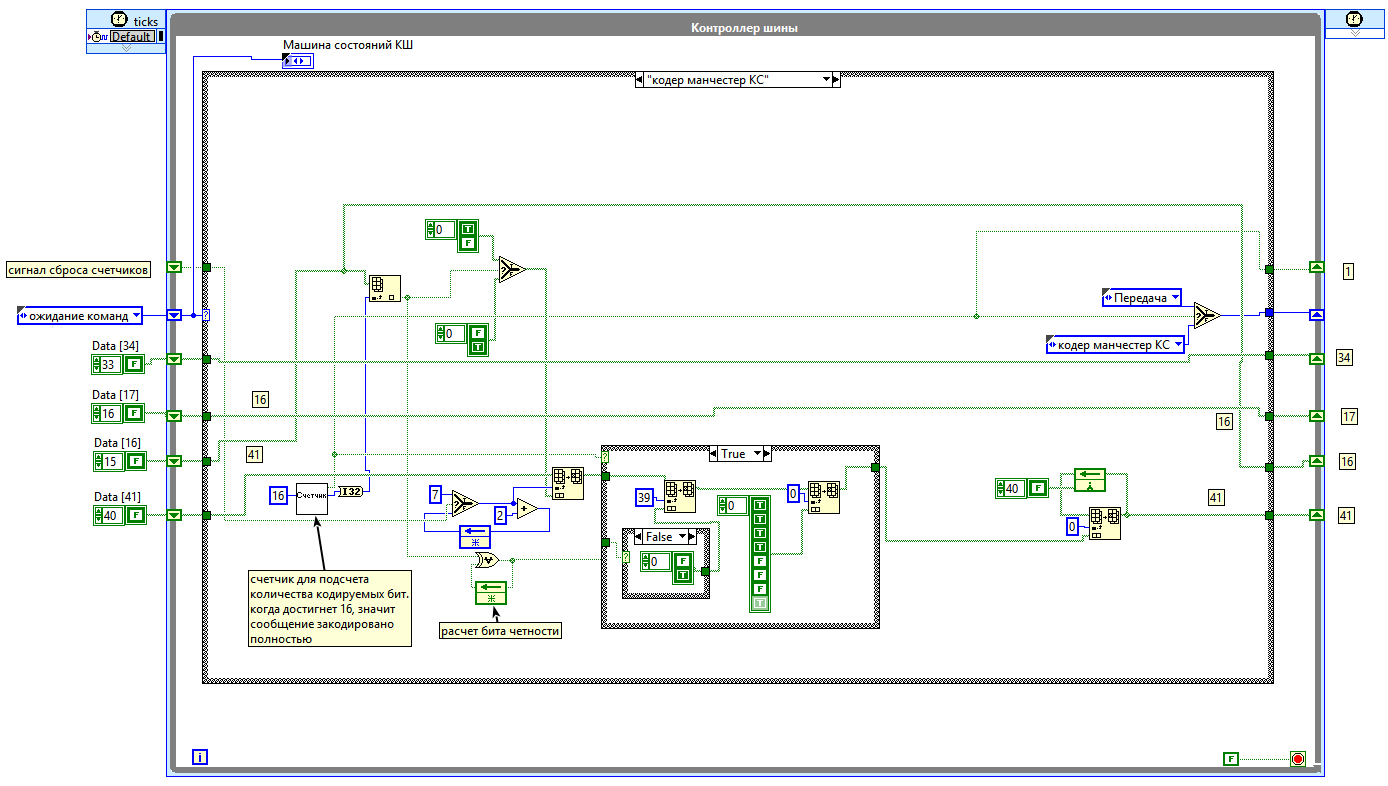 ticks
Default
Контроллер шины
Машина состояний КШ
"кодер манчестер КС"
0
T
F
сигнал сброса счетчиков
1
?
Передача
ожидание команд
?
0
F
T
кодер манчестер КС
Data [34]
33
F
34
Data [17]
16
F
16
17
16
Data [16]
15
F
41
?
True
16
Data [41]
40
F
16
Счетчик
I32
7
2
+
39
0
T
T
T
T
F
F
F
T
0
40
F
41
41
0
False
?
0
F
T
счетчик для подсчета
количества кодируемых бит.
когда достигнет 16, значит
сообщение закодировано
полностью
расчет бита четности
i
F